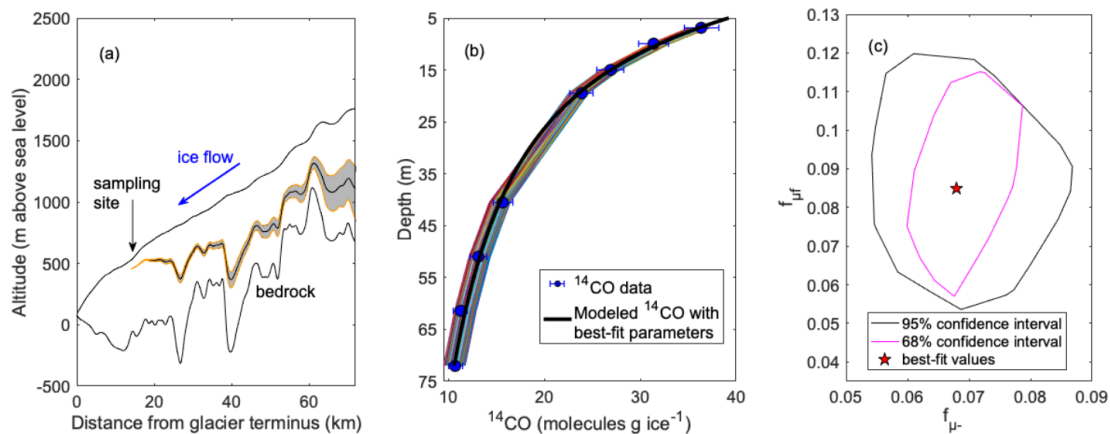 (a)
2500
2000
1500
1000
500
0
-500
Altitude (m above sea level)
ice flow
sampling
site
bedrock
0 20 40 60
Distance from glacier terminus (km)
(b)
5
15
25
35
45
55
65
75
Depth (m)
¹⁴CO data
Modeled ¹⁴CO with
best-fit parameters
10 20 30 40
¹⁴CO (molecules g ice⁻¹)
(c)
0.13
0.12
0.11
0.1
0.09
0.08
0.07
0.06
0.05
0.04
f_μf
95% confidence interval
68% confidence interval
best-fit values
0.05 0.06 0.07 0.08 0.09
f_μ-